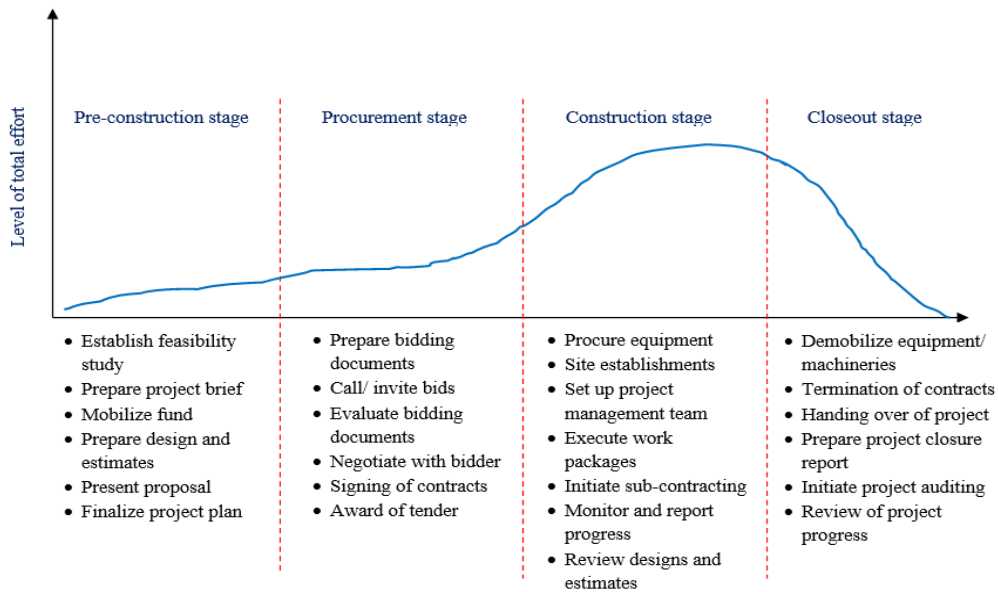 Level of total effort
Pre-construction stage
Procurement stage
Construction stage
Closeout stage
• Establish feasibility
study
• Prepare project brief
• Mobilize fund
• Prepare design and
estimates
• Present proposal
• Finalize project plan
• Prepare bidding
documents
• Call/ invite bids
• Evaluate bidding
documents
• Negotiate with bidder
• Signing of contracts
• Award of tender
• Procure equipment
• Site establishments
• Set up project
management team
• Execute work
packages
• Initiate sub-contracting
• Monitor and report
progress
• Review designs and
estimates
• Demobilize equipment/
machineries
• Termination of contracts
• Handing over of project
• Prepare project closure
report
• Initiate project auditing
• Review of project
progress